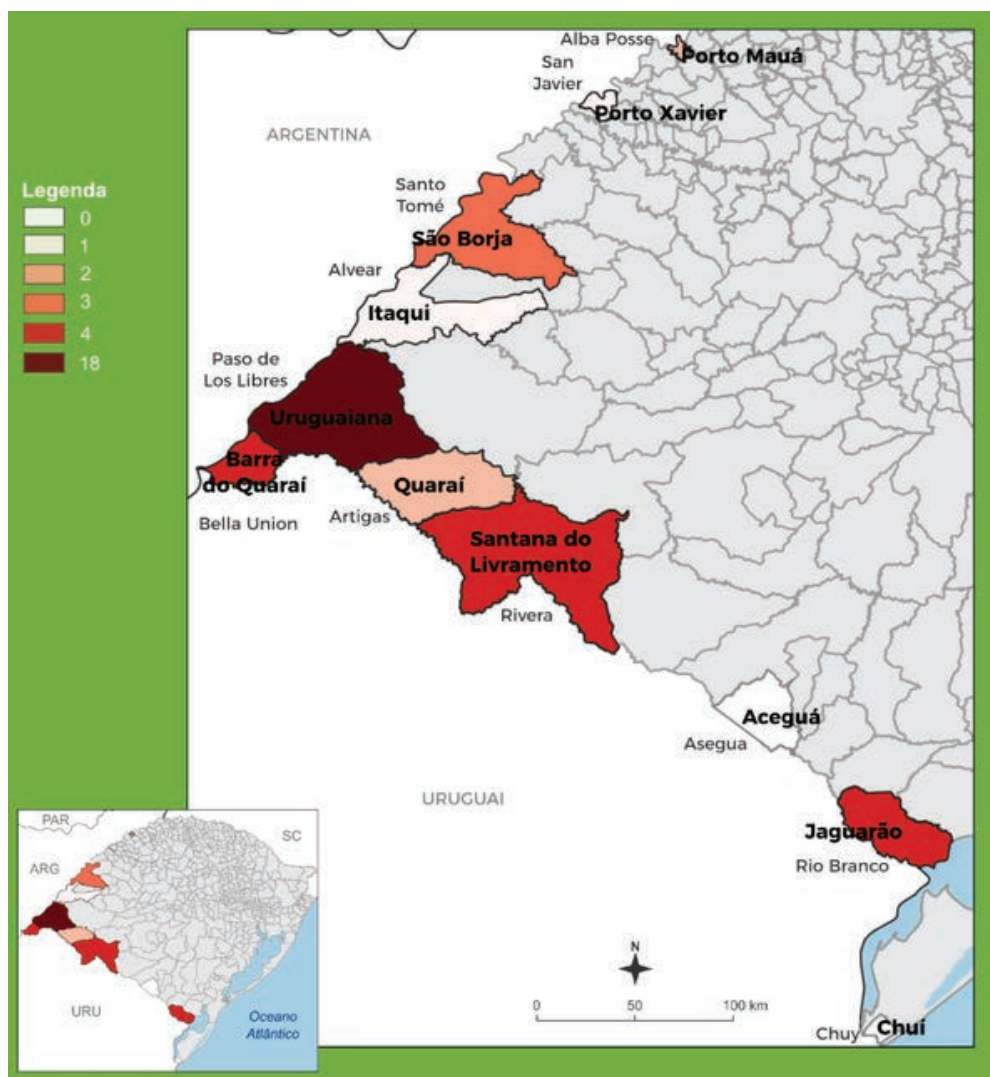 Alba Posse
Porto Mauá
San
Javier
Porto Xavier
ARGENTINA
Legenda
0
1
2
3
4
18
Santo
Tomé
São Borja
Alvear
Itaqui
Paso de
Los Libres
Uruguaiana
Barra
do Quaraí
Quaraí
Bella Union
Artigas
Santana do
Livramento
Rivera
Aceguá
Asegua
URUGUAI
Jaguarão
Rio Branco
N
0 50 100 km
Chuy
Chuí
PAR
SC
ARG
URU
Oceano
Atlântico